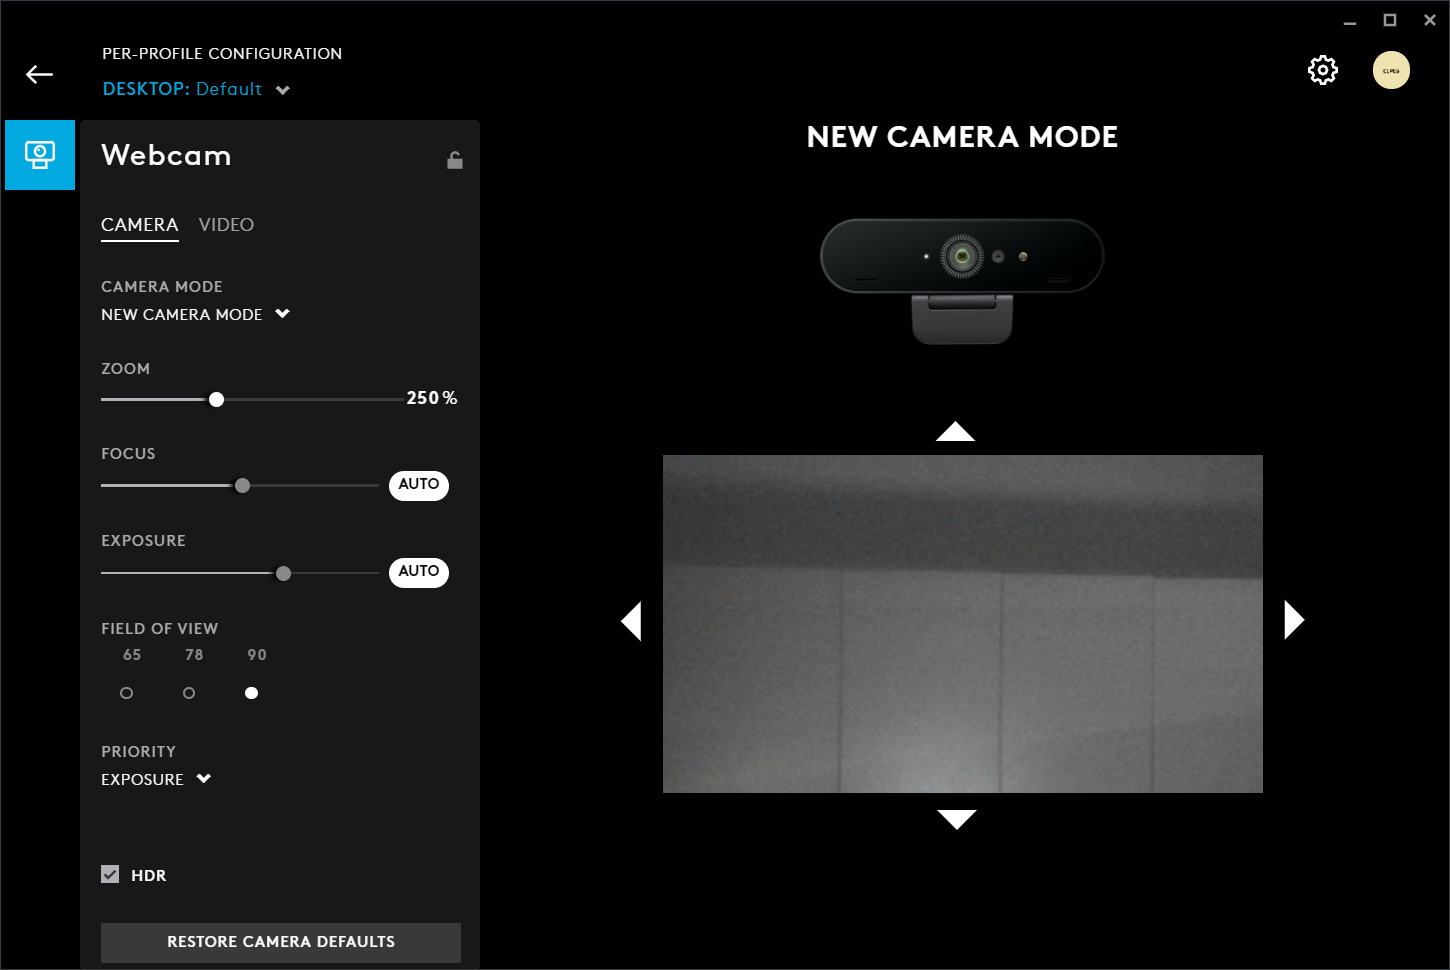 PER-PROFILE CONFIGURATION
DESKTOP: Default
Webcam
CAMERA VIDEO
CAMERA MODE
NEW CAMERA MODE
ZOOM
250 %
FOCUS
AUTO
EXPOSURE
AUTO
FIELD OF VIEW
65 78 90
PRIORITY
EXPOSURE
HDR
RESTORE CAMERA DEFAULTS
NEW CAMERA MODE